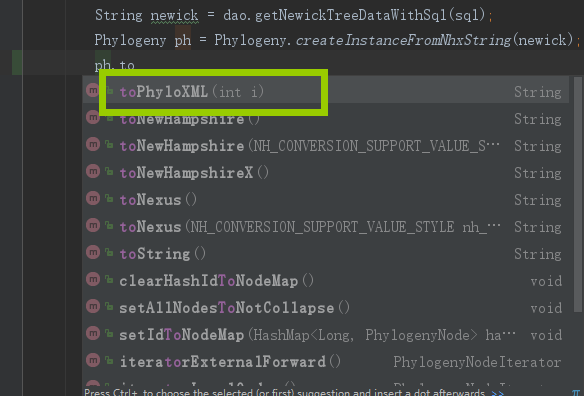 String newick = dao.getNewickTreeDataWithSql(sql);
Phylogeny ph = Phylogeny.createInstanceFromNhxString(newick);
ph.to
m toPhyloXML(int i) String
m toNewHampshire() String
m toNewHampshire(NH_CONVERSION_SUPPORT_VALUE_S… String
m toNewHampshireX() String
m toNexus() String
m toNexus(NH_CONVERSION_SUPPORT_VALUE_STYLE nh_… String
m toString() String
m clearHashIdToNodeMap() void
m setAllNodesToNotCollapse() void
m setIdToNodeMap(HashMap<Long, PhylogenyNode> ha… void
m iteratorExternalForward() PhylogenyNodeIterator
Press Ctrl+. to choose the selected (or first) suggestion and insert a dot afterwards >> π